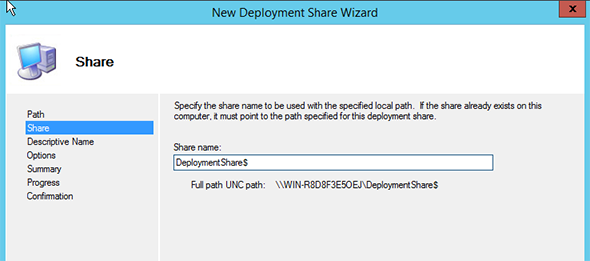 New Deployment Share Wizard
x
Share
Path
Share
Descriptive Name
Options
Summary
Progress
Confirmation
Specify the share name to be used with the specified local path. If the share already exists on this
computer, it must point to the path specified for this deployment share.
Share name:
DeploymentShare$
Full path UNC path: \\WIN-R8D8F3E5OEJ\DeploymentShare$